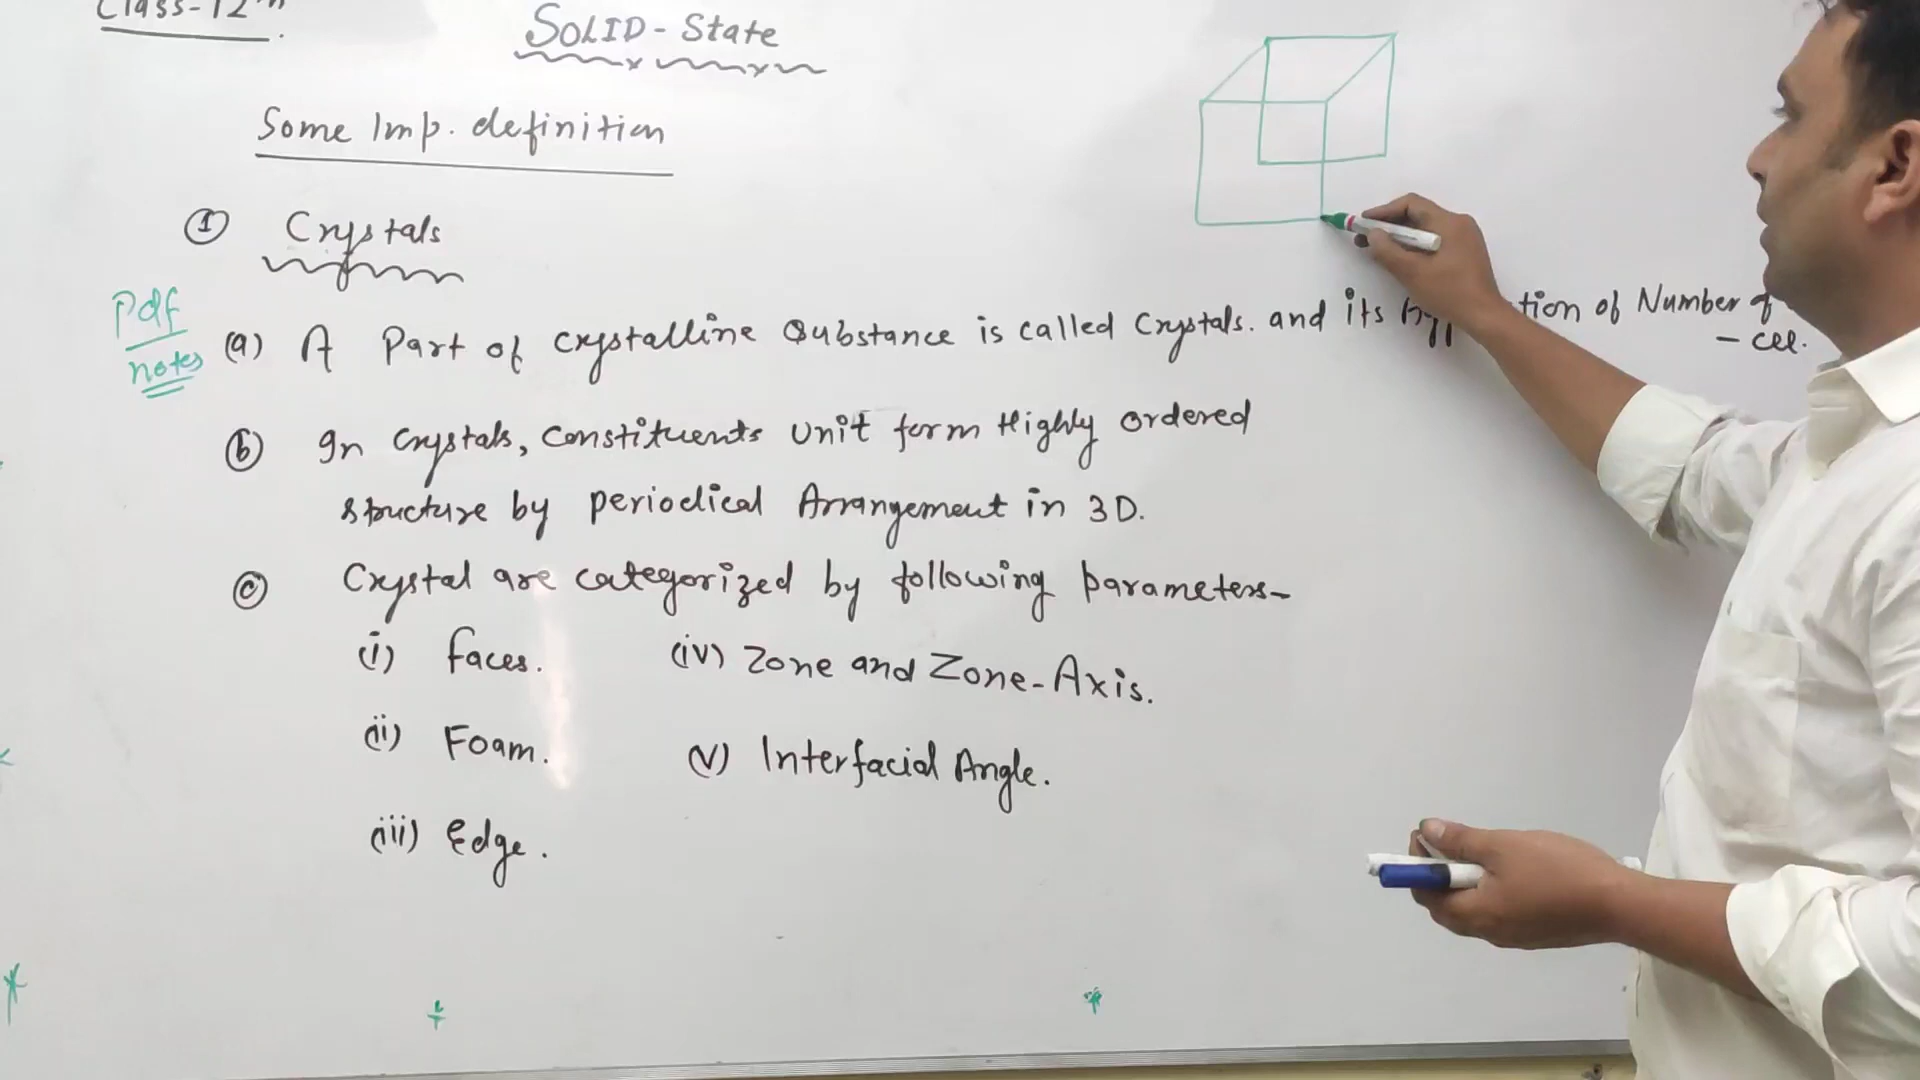 Class-12th
SOLID-State
Some Imp. definition
① Crystals
Pdf
notes
(a) A Part of crystalline Substance is called Crystals. and its tion of Number of
- cell.
(b) In Crystals, Constituents Unit form Highly ordered
structure by periodical Arrangement in 3D.
(c) Crystal are categorized by following parameters-
(i) faces. (iv) Zone and Zone-Axis.
(ii) Foam. (V) Interfacial Angle.
(iii) Edge.